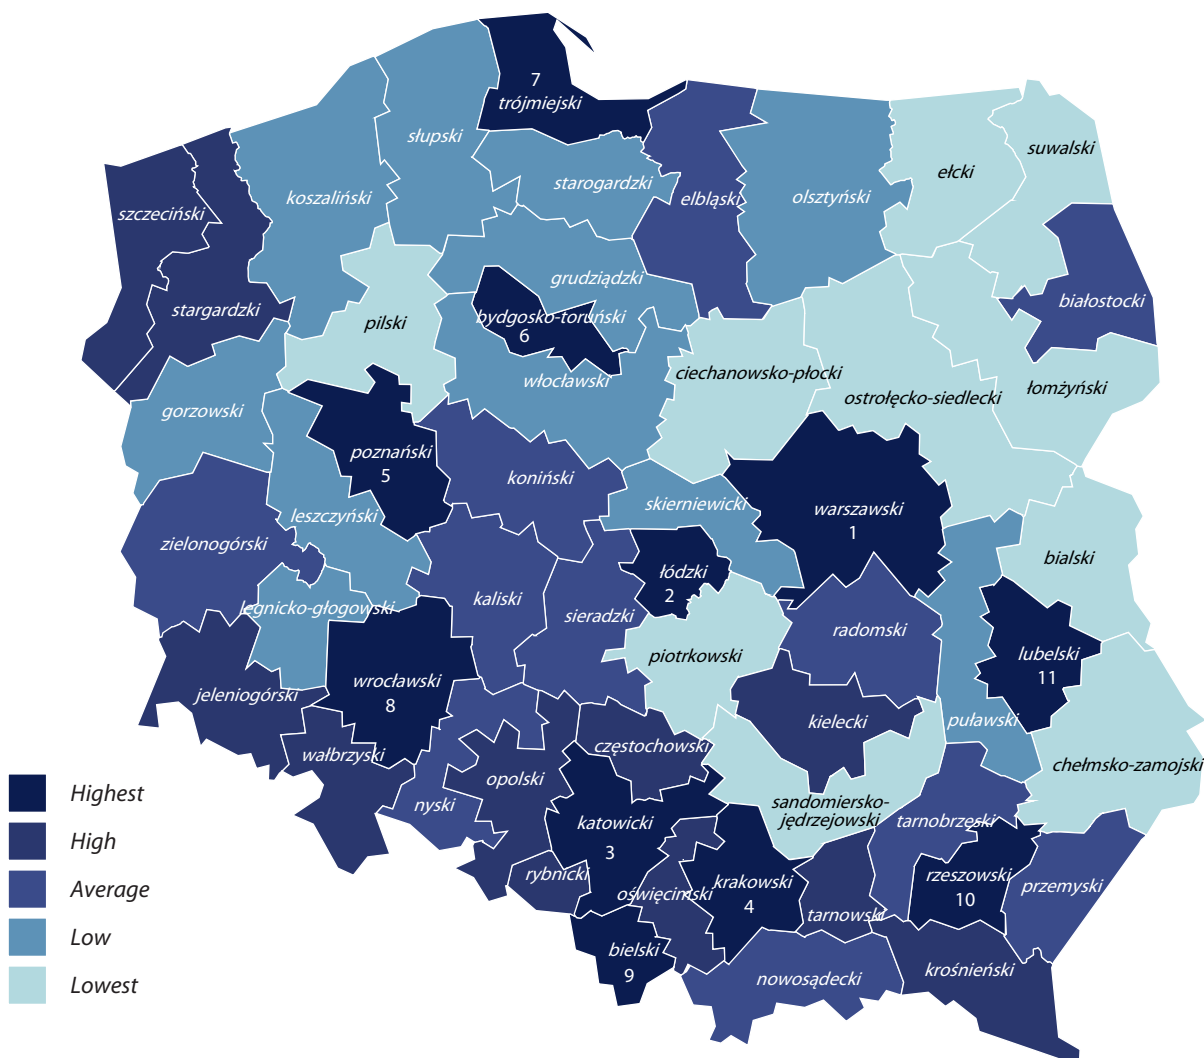 7
trójmiejski
słupski
suwalski
ełcki
starogardzki
koszaliński
elbląski
olsztyński
szczeciński
grudziądzki
białostocki
stargardzki
bydgosko-toruński
6
pilski
ciechanowsko-płocki
włocławski
łomżyński
ostrołęcko-siedlecki
gorzowski
poznański
5
koniński
skierniewicki
warszawski
1
leszczyński
zielonogórski
bialski
łódzki
2
kaliski
legnicko-głogowski
sieradzki
radomski
piotrkowski
lubelski
11
wrocławski
8
jeleniogórski
kielecki
puławski
częstochowski
wałbrzyski
chełmsko-zamojski
opolski
nyski
sandomiersko-
jędrzejowski
katowicki
3
tarnobrzeski
rybnicki
oświęcimski
krakowski
4
rzeszowski
10
przemyski
tarnowski
bielski
9
nowosądecki
krośnieński
Highest
High
Average
Low
Lowest